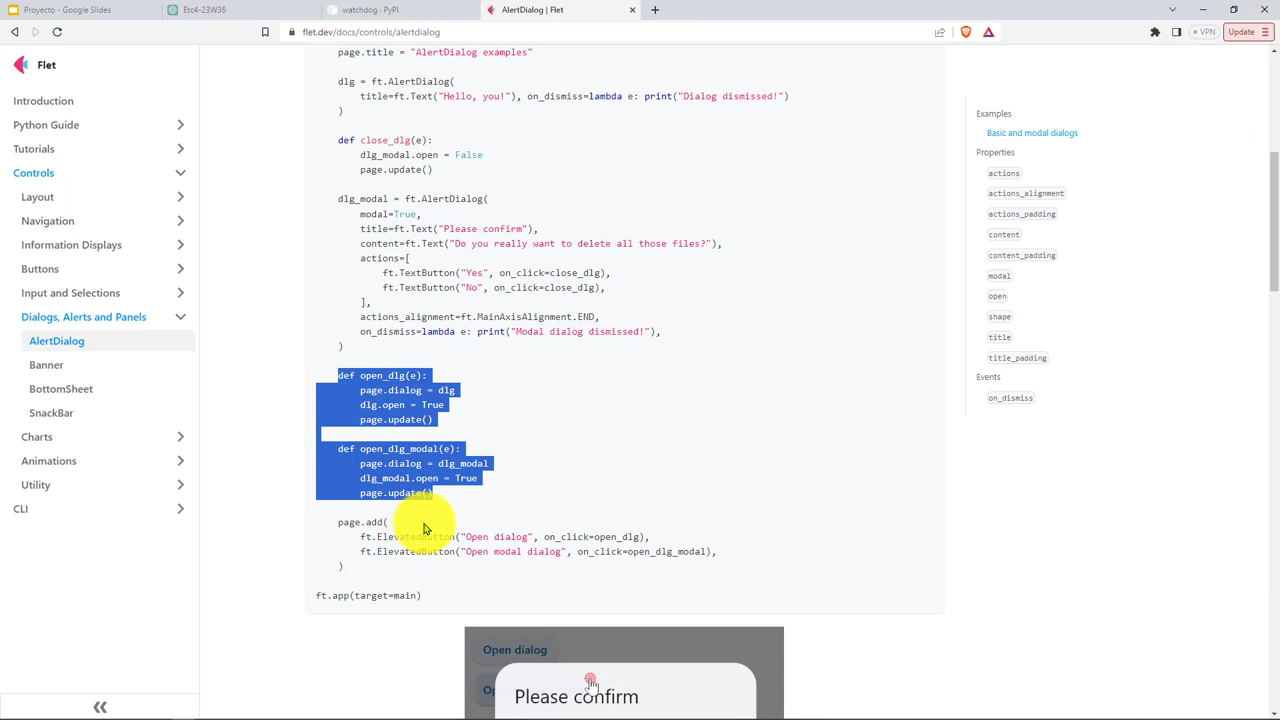 Proyecto - Google Slides
Etc4-23W36
watchdog · PyPI
AlertDialog | Flet
flet.dev/docs/controls/alertdialog
VPN
Update
Flet
Introduction
Python Guide
Tutorials
Controls
Layout
Navigation
Information Displays
Buttons
Input and Selections
Dialogs, Alerts and Panels
AlertDialog
Banner
BottomSheet
SnackBar
Charts
Animations
Utility
CLI
page.title = "AlertDialog examples"
dlg = ft.AlertDialog(
title=ft.Text("Hello, you!"), on_dismiss=lambda e: print("Dialog dismissed!")
)
def close_dlg(e):
dlg_modal.open = False
page.update()
dlg_modal = ft.AlertDialog(
modal=True,
title=ft.Text("Please confirm"),
content=ft.Text("Do you really want to delete all those files?"),
actions=[
ft.TextButton("Yes", on_click=close_dlg),
ft.TextButton("No", on_click=close_dlg),
],
actions_alignment=ft.MainAxisAlignment.END,
on_dismiss=lambda e: print("Modal dialog dismissed!"),
)
def open_dlg(e):
page.dialog = dlg
dlg.open = True
page.update()
def open_dlg_modal(e):
page.dialog = dlg_modal
dlg_modal.open = True
page.update()
page.add(
ft.ElevatedButton("Open dialog", on_click=open_dlg),
ft.ElevatedButton("Open modal dialog", on_click=open_dlg_modal),
)
ft.app(target=main)
Open dialog
Please confirm
Examples
Basic and modal dialogs
Properties
actions
actions_alignment
actions_padding
content
content_padding
modal
open
shape
title
title_padding
Events
on_dismiss